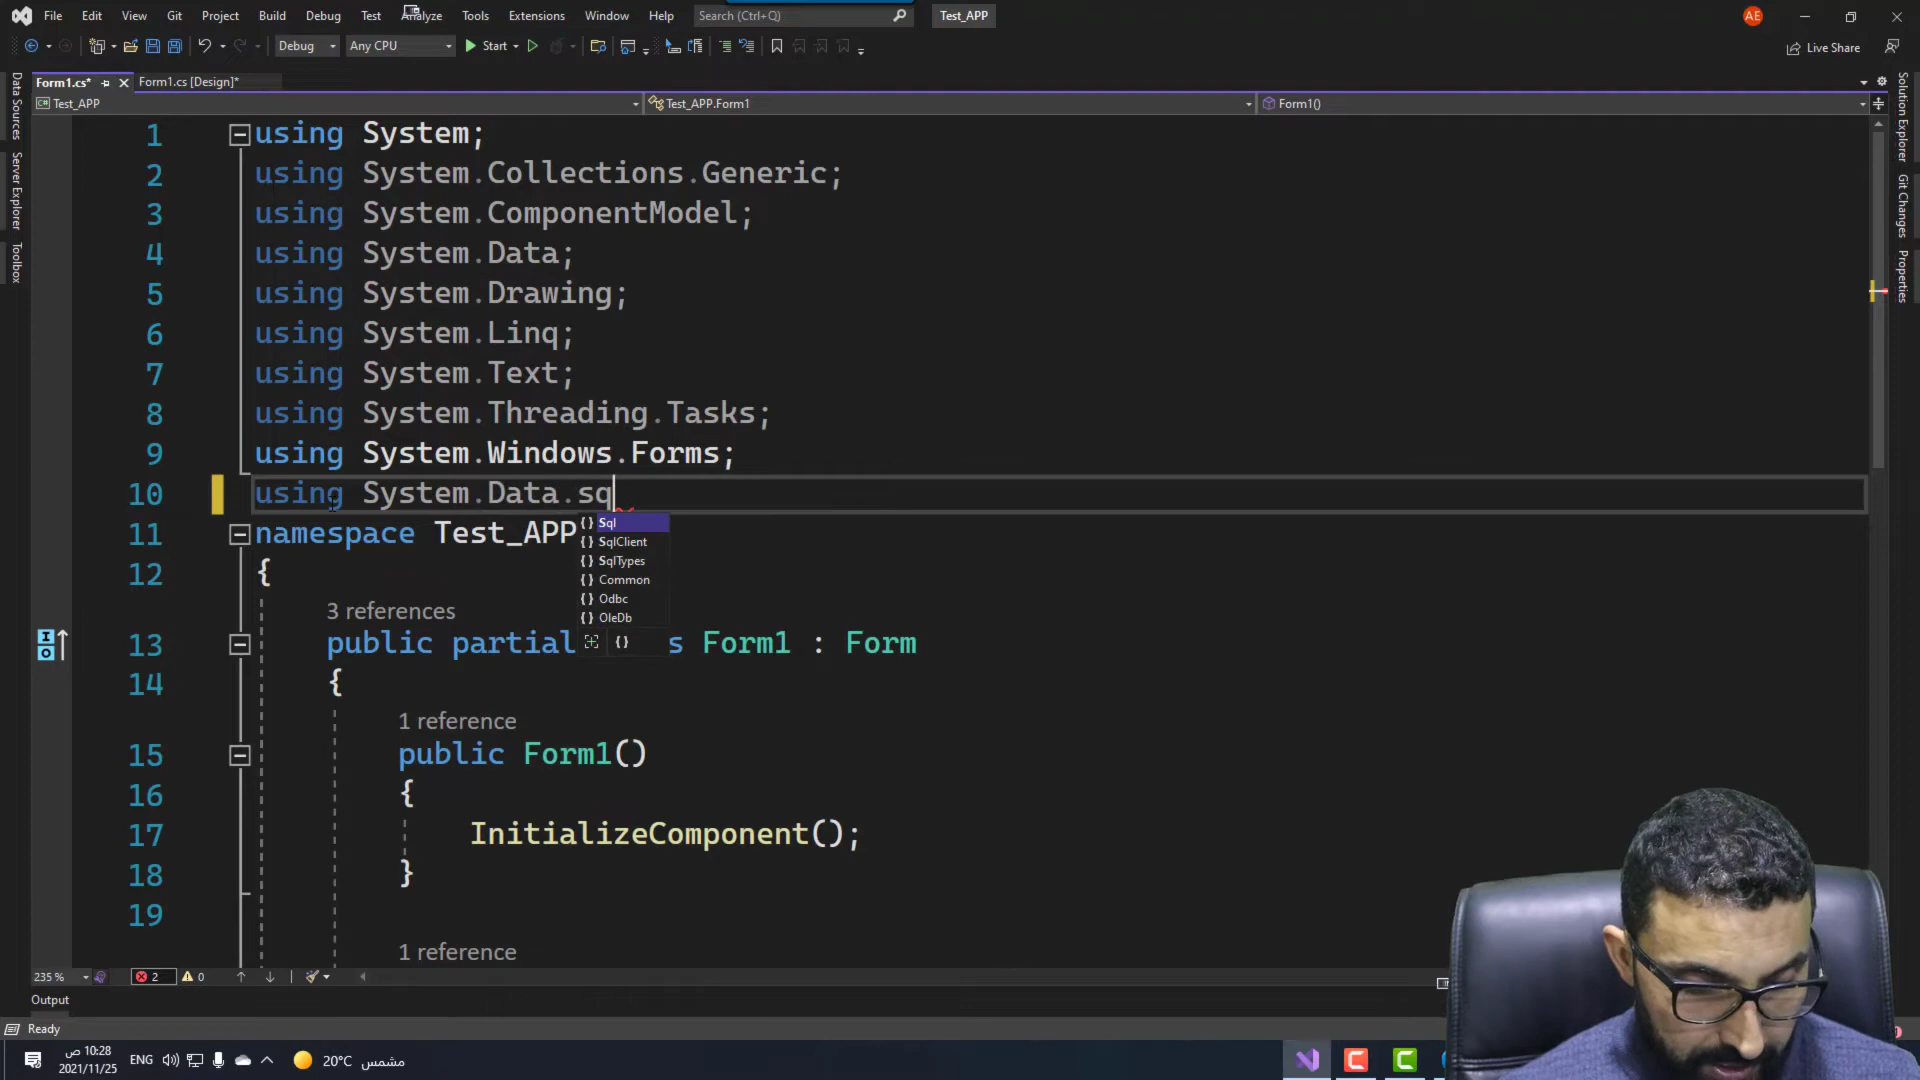 File Edit View Git Project Build Debug Test Analyze Tools Extensions Window Help Search (Ctrl+Q) Test_APP AE
Debug Any CPU Start Live Share
Form1.cs* Form1.cs [Design]*
Test_APP Test_APP.Form1 Form1()
Data Sources
Server Explorer
Toolbox
Solution Explorer
Git Changes
Properties
1 using System;
2 using System.Collections.Generic;
3 using System.ComponentModel;
4 using System.Data;
5 using System.Drawing;
6 using System.Linq;
7 using System.Text;
8 using System.Threading.Tasks;
9 using System.Windows.Forms;
10 using System.Data.sq
{} Sql
{} SqlClient
{} SqlTypes
{} Common
{} Odbc
{} OleDb
{}
11 namespace Test_APP
12 {
3 references
13 public partial s Form1 : Form
14 {
1 reference
15 public Form1()
16 {
17 InitializeComponent();
18 }
19
1 reference
235 % 2 0
Output
Ready
10:28 ص
2021/11/25
ENG
20°C مشمس